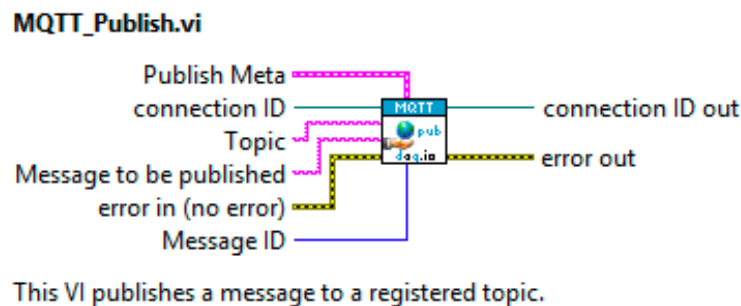 MQTT_Publish.vi
Publish Meta
connection ID
MQTT
connection ID out
Topic
pub
Message to be published
daq.io
error out
error in (no error)
Message ID
This VI publishes a message to a registered topic.